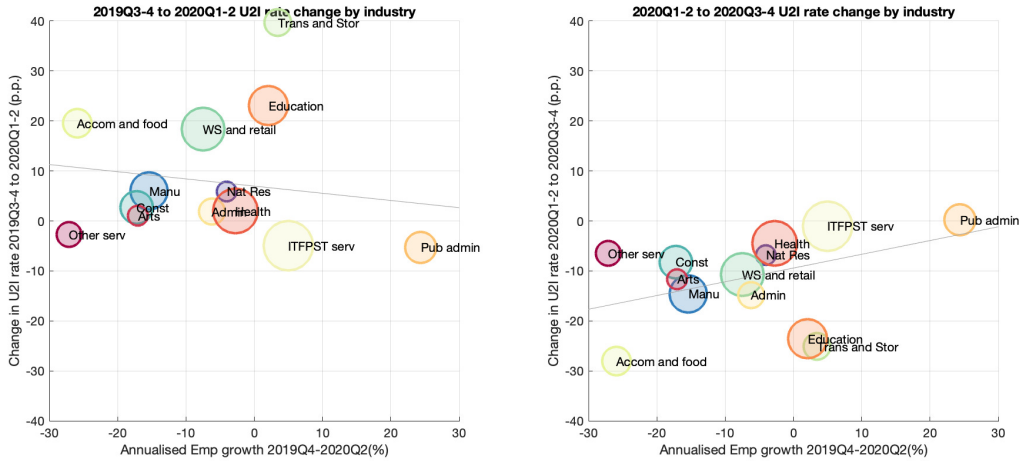 2019Q3-4 to 2020Q1-2 U2I rate change by industry
Change in U2I rate 2019Q3-4 to 2020Q1-2 (p.p.)
40
30
20
10
0
-10
-20
-30
-40
Trans and Stor
Education
Accom and food
WS and retail
Manu
Nat Res
Const
Arts
Admin
Health
Other serv
ITFPST serv
Pub admin
-30
-20
-10
0
10
20
30
Annualised Emp growth 2019Q4-2020Q2(%)
2020Q1-2 to 2020Q3-4 U2I rate change by industry
Change in U2I rate 2020Q1-2 to 2020Q3-4 (p.p.)
40
30
20
10
0
-10
-20
-30
-40
Pub admin
ITFPST serv
Health
Other serv
Nat Res
Const
WS and retail
Arts
Manu
Admin
Education
Trans and Stor
Accom and food
-30
-20
-10
0
10
20
30
Annualised Emp growth 2019Q4-2020Q2(%)